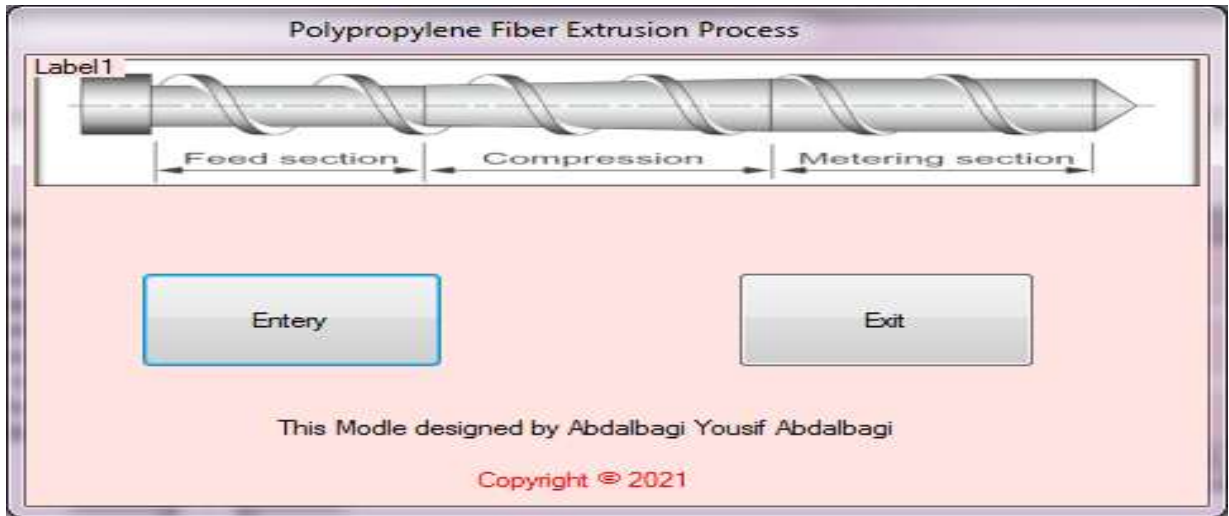 Polypropylene Fiber Extrusion Process
Label1
Feed section Compression Metering section
Entery Exit
This Modle designed by Abdalbagi Yousif Abdalbagi
Copyright © 2021